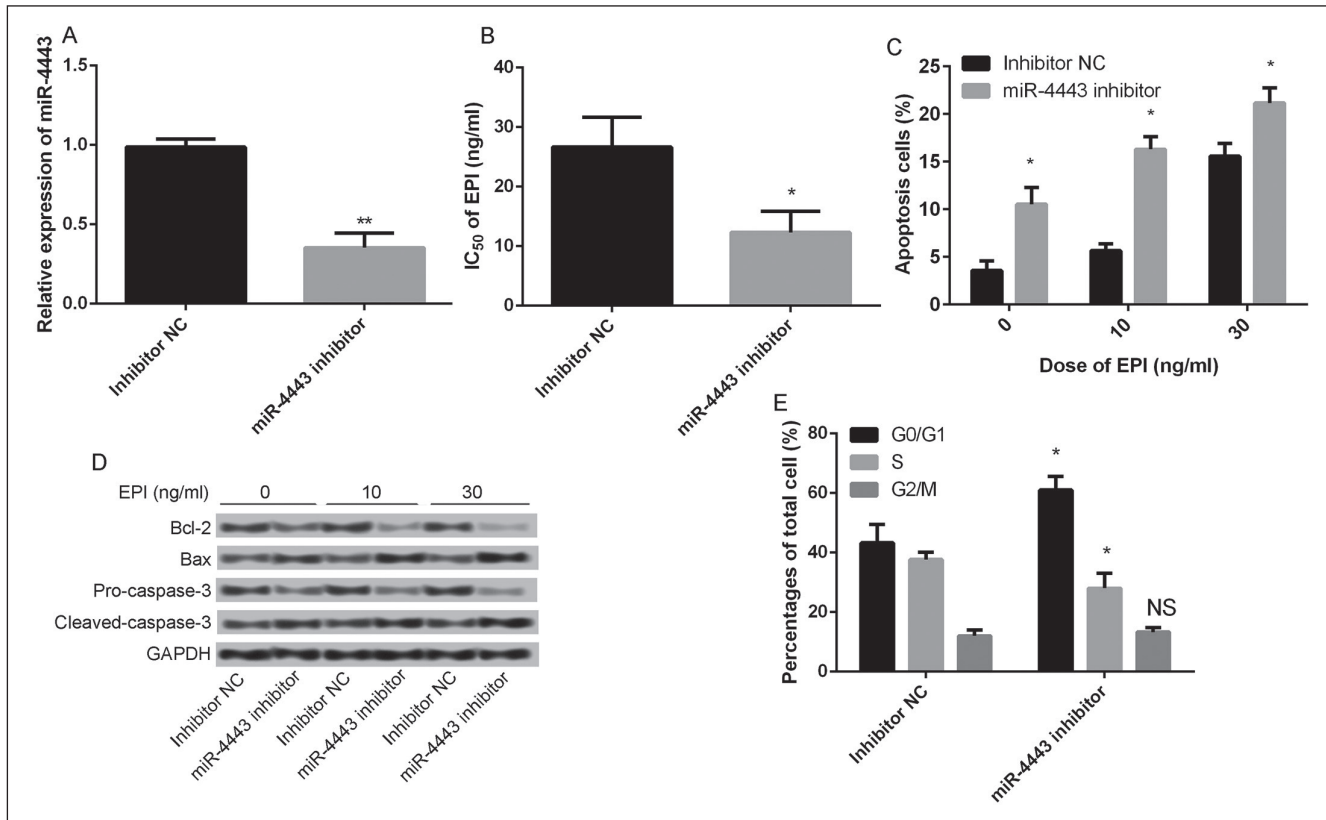 A
Relative expression of miR-4443
1.5
1.0
0.5
0.0
**
Inhibitor NC
miR-4443 inhibitor
B
IC50 of EPI (ng/ml)
40
30
20
10
0
*
Inhibitor NC
miR-4443 inhibitor
C
Inhibitor NC
miR-4443 inhibitor
Apoptosis cells (%)
25
20
15
10
5
0
*
*
*
0
10
30
Dose of EPI (ng/ml)
D
EPI (ng/ml) 0 10 30
Bcl-2
Bax
Pro-caspase-3
Cleaved-caspase-3
GAPDH
Inhibitor NC
miR-4443 inhibitor
Inhibitor NC
miR-4443 inhibitor
Inhibitor NC
miR-4443 inhibitor
E
G0/G1
S
G2/M
Percentages of total cell (%)
80
60
40
20
0
*
*
NS
Inhibitor NC
miR-4443 inhibitor